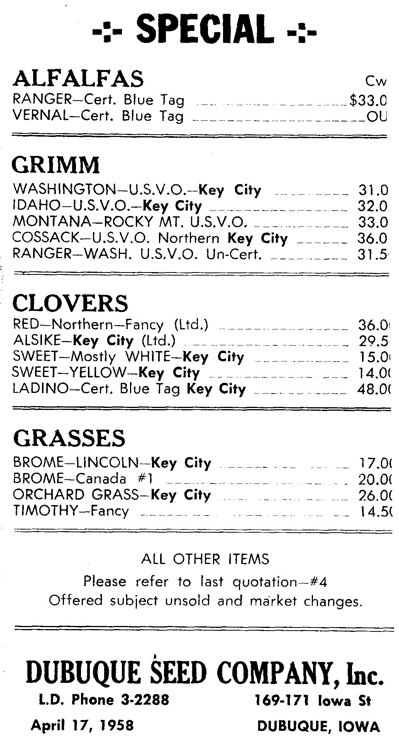 -:- SPECIAL -:-
ALFALFAS Cw
RANGER—Cert. Blue Tag $33.0
VERNAL—Cert. Blue Tag OU
GRIMM
WASHINGTON—U.S.V.O.—Key City 31.0
IDAHO—U.S.V.O.—Key City 32.0
MONTANA—ROCKY MT. U.S.V.O. 33.0
COSSACK—U.S.V.O. Northern Key City 36.0
RANGER—WASH. U.S.V.O. Un-Cert. 31.5
CLOVERS
RED—Northern—Fancy (Ltd.) 36.0
ALSIKE—Key City (Ltd.) 29.5
SWEET—Mostly WHITE—Key City 15.0
SWEET—YELLOW—Key City 14.0
LADINO—Cert. Blue Tag Key City 48.0
GRASSES
BROME—LINCOLN—Key City 17.0
BROME—Canada #1 20.0
ORCHARD GRASS—Key City 26.0
TIMOTHY—Fancy 14.50
ALL OTHER ITEMS
Please refer to last quotation—#4
Offered subject unsold and market changes.
DUBUQUE SEED COMPANY, Inc.
L.D. Phone 3-2288 169-171 Iowa St
April 17, 1958 DUBUQUE, IOWA